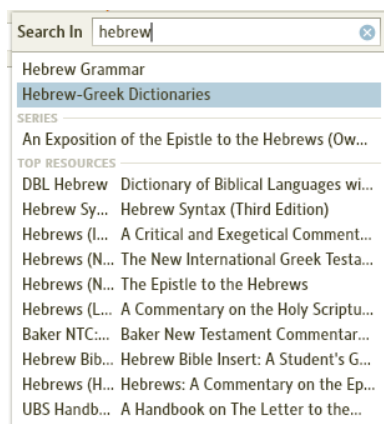 Search In hebrew
Hebrew Grammar
Hebrew-Greek Dictionaries
SERIES
An Exposition of the Epistle to the Hebrews (Ow...
TOP RESOURCES
DBL Hebrew Dictionary of Biblical Languages wi...
Hebrew Sy... Hebrew Syntax (Third Edition)
Hebrews (I... A Critical and Exegetical Comment...
Hebrews (N... The New International Greek Testa...
Hebrews (N... The Epistle to the Hebrews
Hebrews (L... A Commentary on the Holy Scriptu...
Baker NTC:... Baker New Testament Commentar...
Hebrew Bib... Hebrew Bible Insert: A Student's G...
Hebrews (H... Hebrews: A Commentary on the Ep...
UBS Handb... A Handbook on The Letter to the...